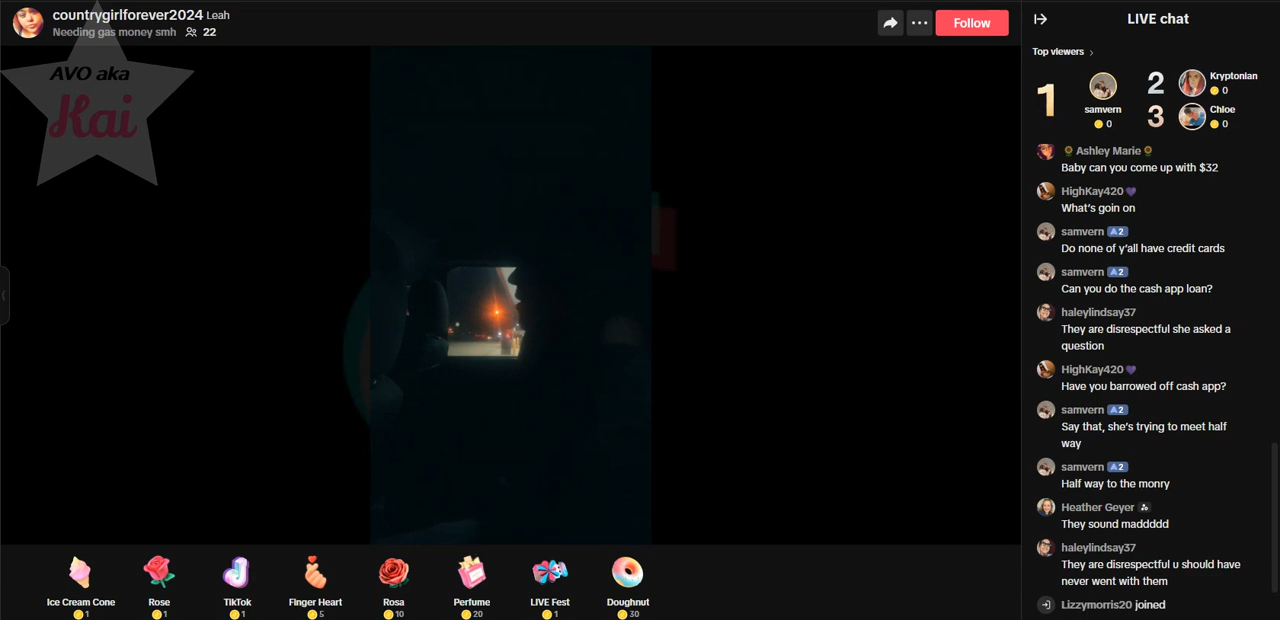 countrygirlforever2024 Leah
Needing gas money smh 22
Follow
AVO aka
Kai
LIVE chat
Top viewers
1
samvern
0
2
Kryptonian
0
3
Chloe
0
Ashley Marie
Baby can you come up with $32
HighKay420
What's goin on
samvern 2
Do none of y'all have credit cards
samvern 2
Can you do the cash app loan?
haleylindsay37
They are disrespectful she asked a
question
HighKay420
Have you barrowed off cash app?
samvern 2
Say that, she's trying to meet half
way
samvern 2
Half way to the monry
Heather Geyer
They sound maddddd
haleylindsay37
They are disrespectful u should have
never went with them
Lizzymorris20 joined
Ice Cream Cone Rose TikTok Finger Heart Rosa Perfume LIVE Fest Doughnut
1 1 1 5 10 20 1 30